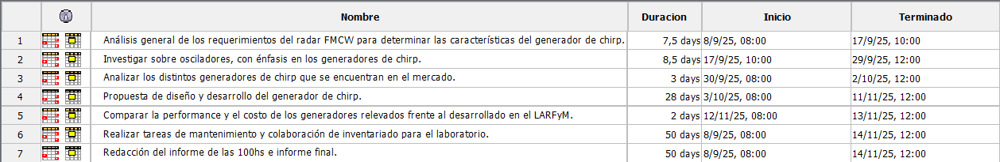 Nombre Duracion Inicio Terminado
1 Análisis general de los requerimientos del radar FMCW para determinar las características del generador de chirp. 7,5 days 8/9/25, 08:00 17/9/25, 10:00
2 Investigar sobre osciladores, con énfasis en los generadores de chirp. 8,5 days 17/9/25, 10:00 29/9/25, 12:00
3 Analizar los distintos generadores de chirp que se encuentran en el mercado. 3 days 30/9/25, 08:00 2/10/25, 12:00
4 Propuesta de diseño y desarrollo del generador de chirp. 28 days 3/10/25, 08:00 11/11/25, 12:00
5 Comparar la performance y el costo de los generadores relevados frente al desarrollado en el LARFyM. 2 days 12/11/25, 08:00 13/11/25, 12:00
6 Realizar tareas de mantenimiento y colaboración de inventariado para el laboratorio. 50 days 8/9/25, 08:00 14/11/25, 12:00
7 Redacción del informe de las 100hs e informe final. 50 days 8/9/25, 08:00 14/11/25, 12:00